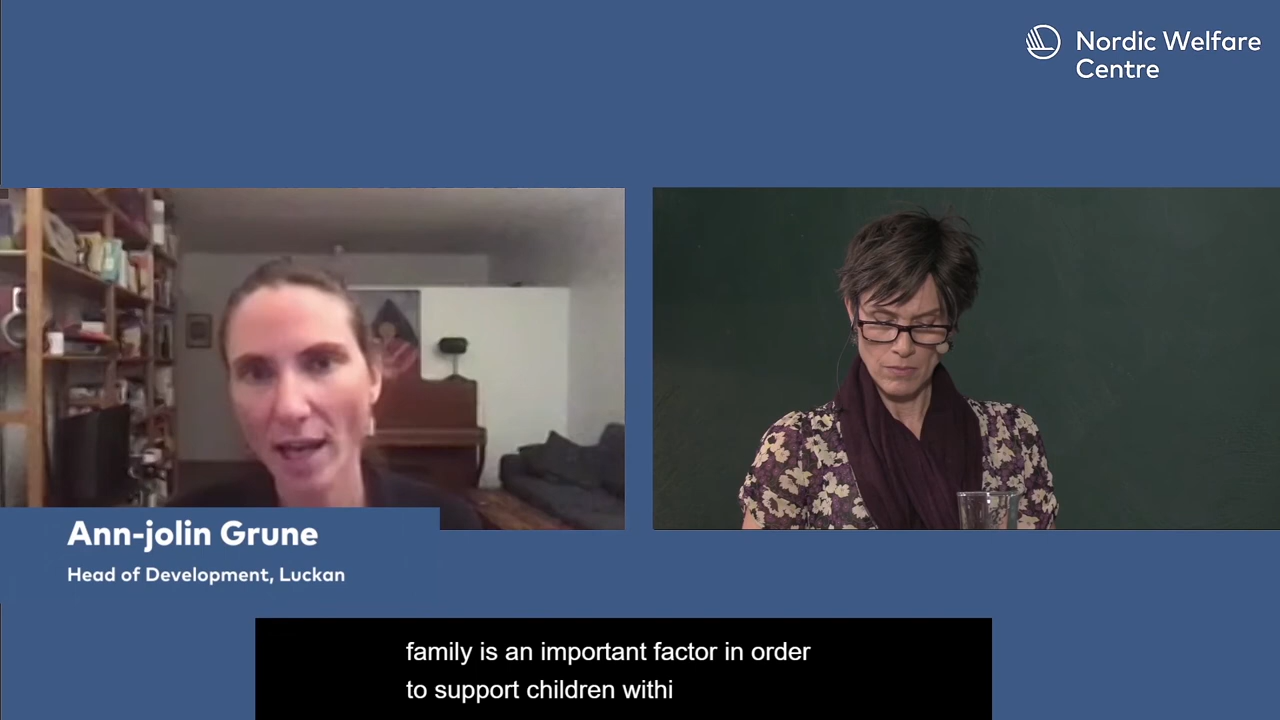 Nordic Welfare
Centre
Ann-jolin Grune
Head of Development, Luckan
family is an important factor in order
to support children withi